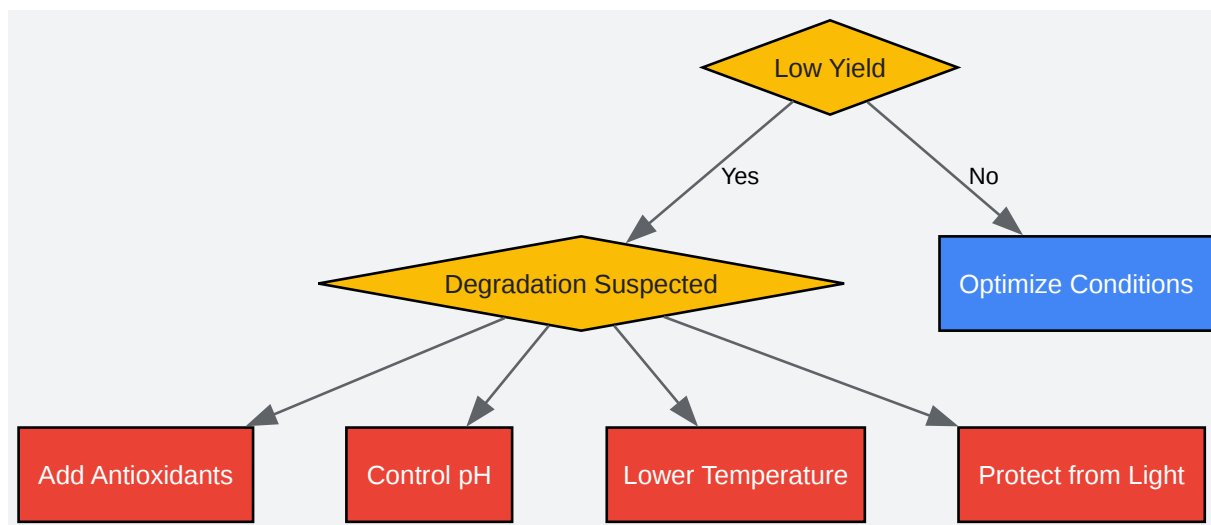 Low Yield
Yes
No
Degradation Suspected
Optimize Conditions
Add Antioxidants
Control pH
Lower Temperature
Protect from Light